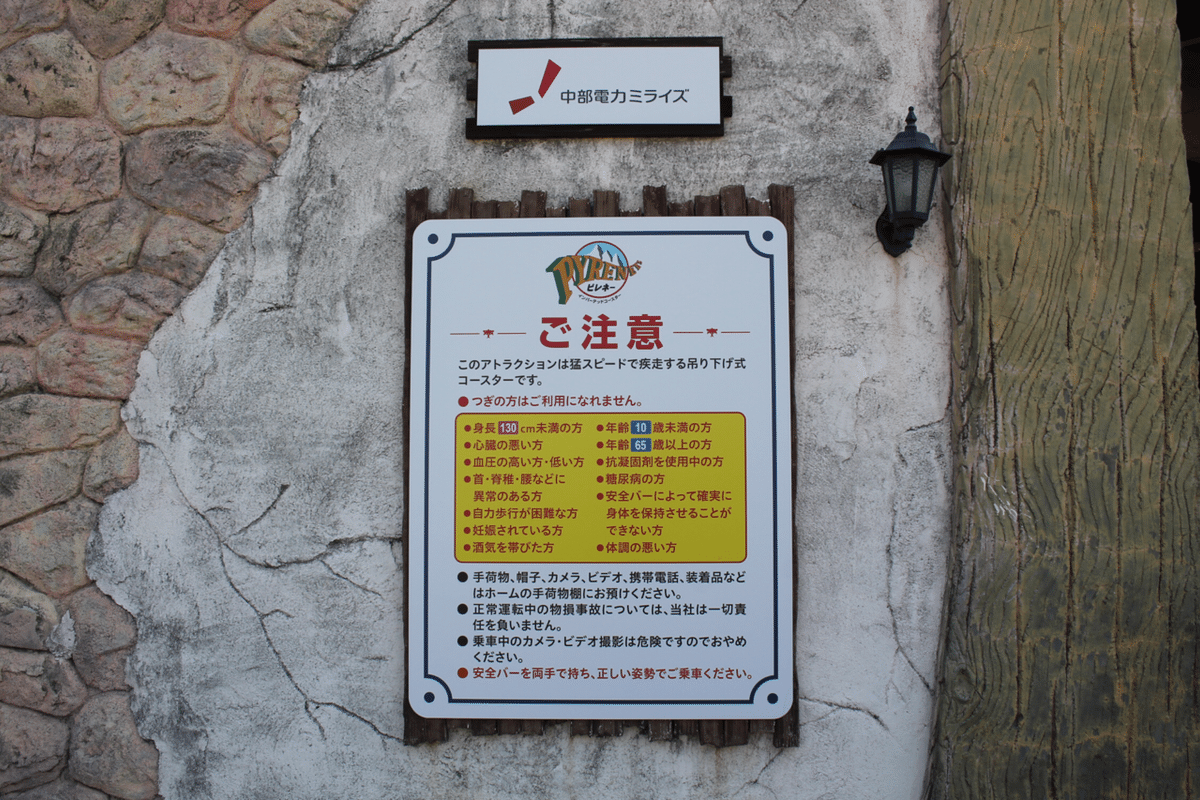 中部電力ミライズ
PYRENEES
ピレネー
インバーテッドコースター
ご注意
このアトラクションは猛スピードで疾走する吊り下げ式
コースターです。
●つぎの方はご利用になれません。
●身長130cm未満の方
●心臓の悪い方
●血圧の高い方・低い方
●首・脊椎・腰などに
異常のある方
●自力歩行が困難な方
●妊娠されている方
●酒気を帯びた方
●年齢10歳未満の方
●年齢65歳以上の方
●抗凝固剤を使用中の方
●糖尿病の方
●安全バーによって確実に
身体を保持させることが
できない方
●体調の悪い方
●手荷物、帽子、カメラ、ビデオ、携帯電話、装着品など
はホームの手荷物棚にお預けください。
●正常運転中の物損事故については、当社は一切責
任を負いません。
●乗車中のカメラ・ビデオ撮影は危険ですのでおやめ
ください。
●安全バーを両手で持ち、正しい姿勢でご乗車ください。